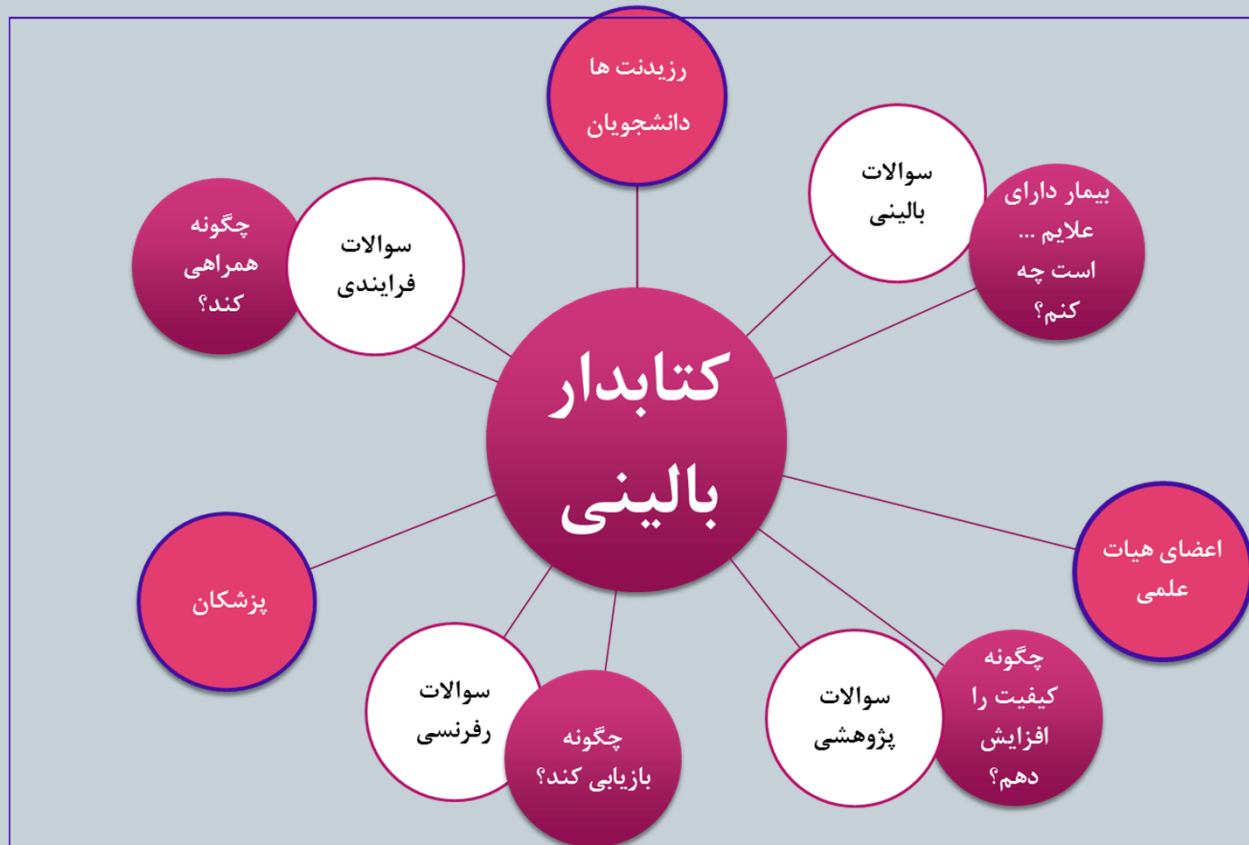 رزیدنت ها
دانشجویان
سوالات
بالینی
بیمار دارای
علایم ...
است چه
کنم؟
اعضای هیات
علمی
چگونه
کیفیت را
افزایش
دهم؟
سوالات
پژوهشی
چگونه
بازیابی کند؟
سوالات
رفرنسی
پزشکان
چگونه
همراهی
کند؟
سوالات
فرایندی
کتابدار
بالینی